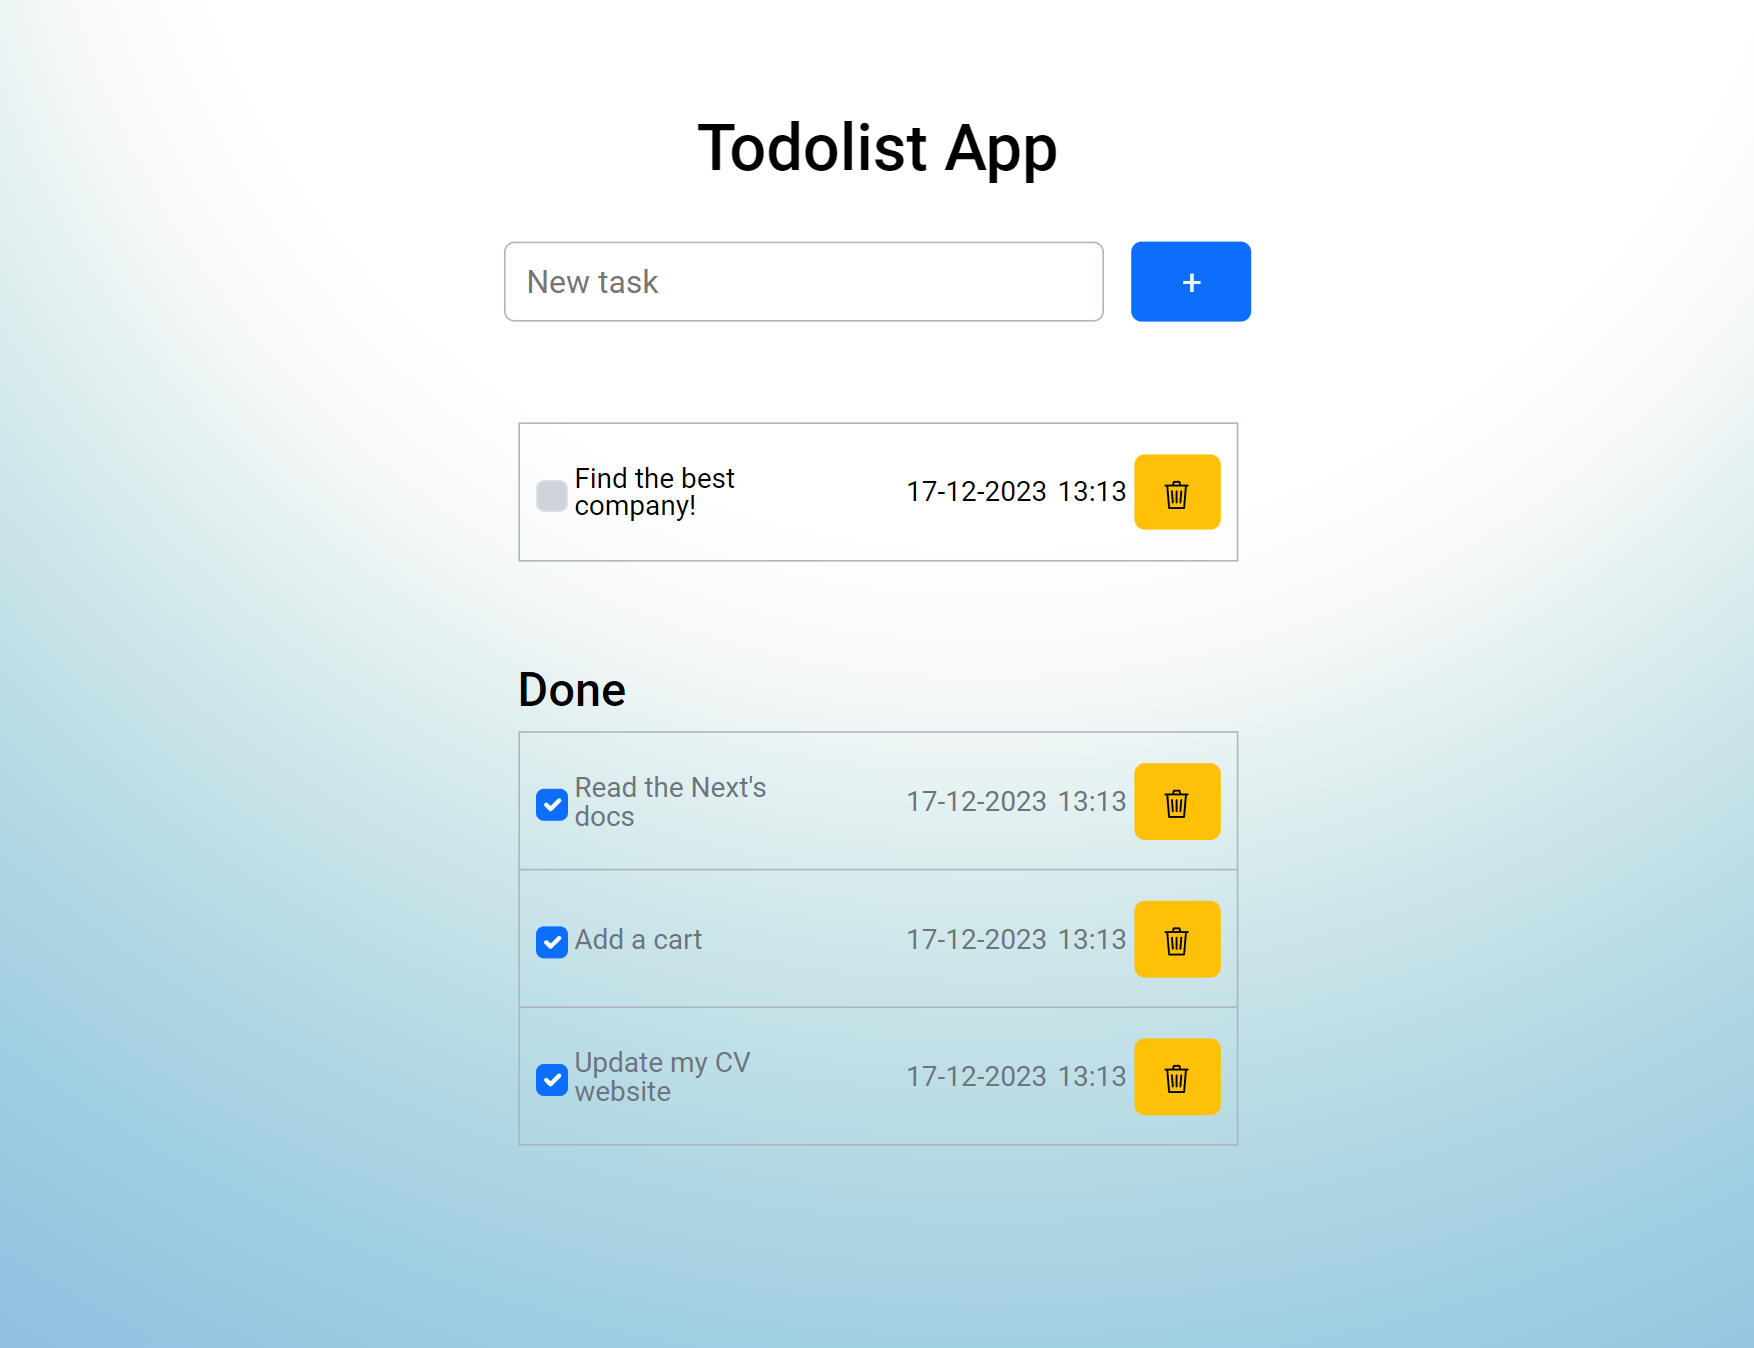 Todolist App
New task
+
Find the best
company!
17-12-2023 13:13
Done
Read the Next's
docs
17-12-2023 13:13
Add a cart
17-12-2023 13:13
Update my CV
website
17-12-2023 13:13